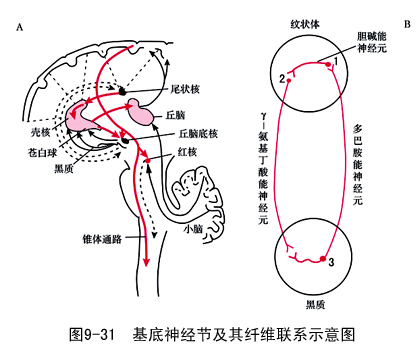 A
尾状核
丘脑
壳核
苍白球
丘脑底核
黑质
红核
小脑
锥体通路
B
纹状体
胆碱能
神经元
1
2
γ-氨基丁酸能神经元
多巴胺能神经元
3
黑质
图9-31 基底神经节及其纤维联系示意图